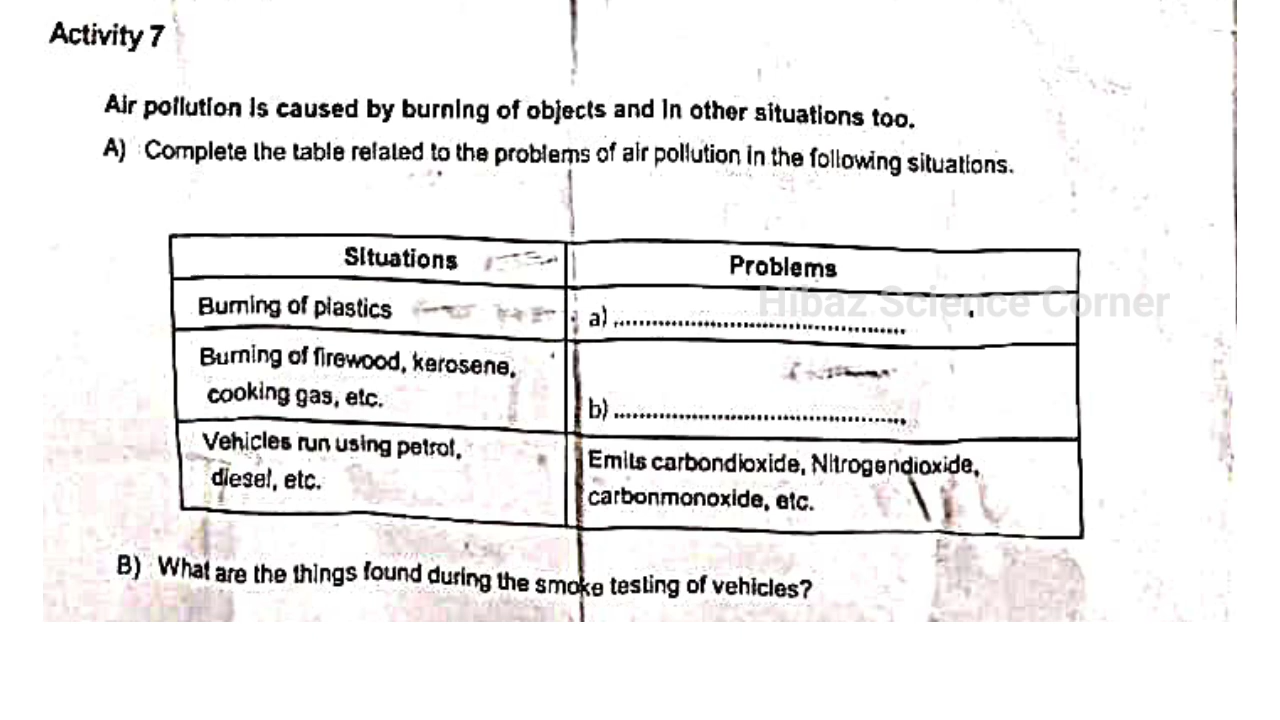 Activity 7
Air pollution is caused by burning of objects and in other situations too.
A) Complete the table related to the problems of air pollution in the following situations.
Situations
Problems
Burning of plastics
a) ..................................................
Burning of firewood, kerosene,
cooking gas, etc.
b) ..................................................
Vehicles run using petrol,
diesel, etc.
Emits carbondioxide, Nitrogendioxide,
carbonmonoxide, etc.
B) What are the things found during the smoke testing of vehicles?
Hibaz Science Corner